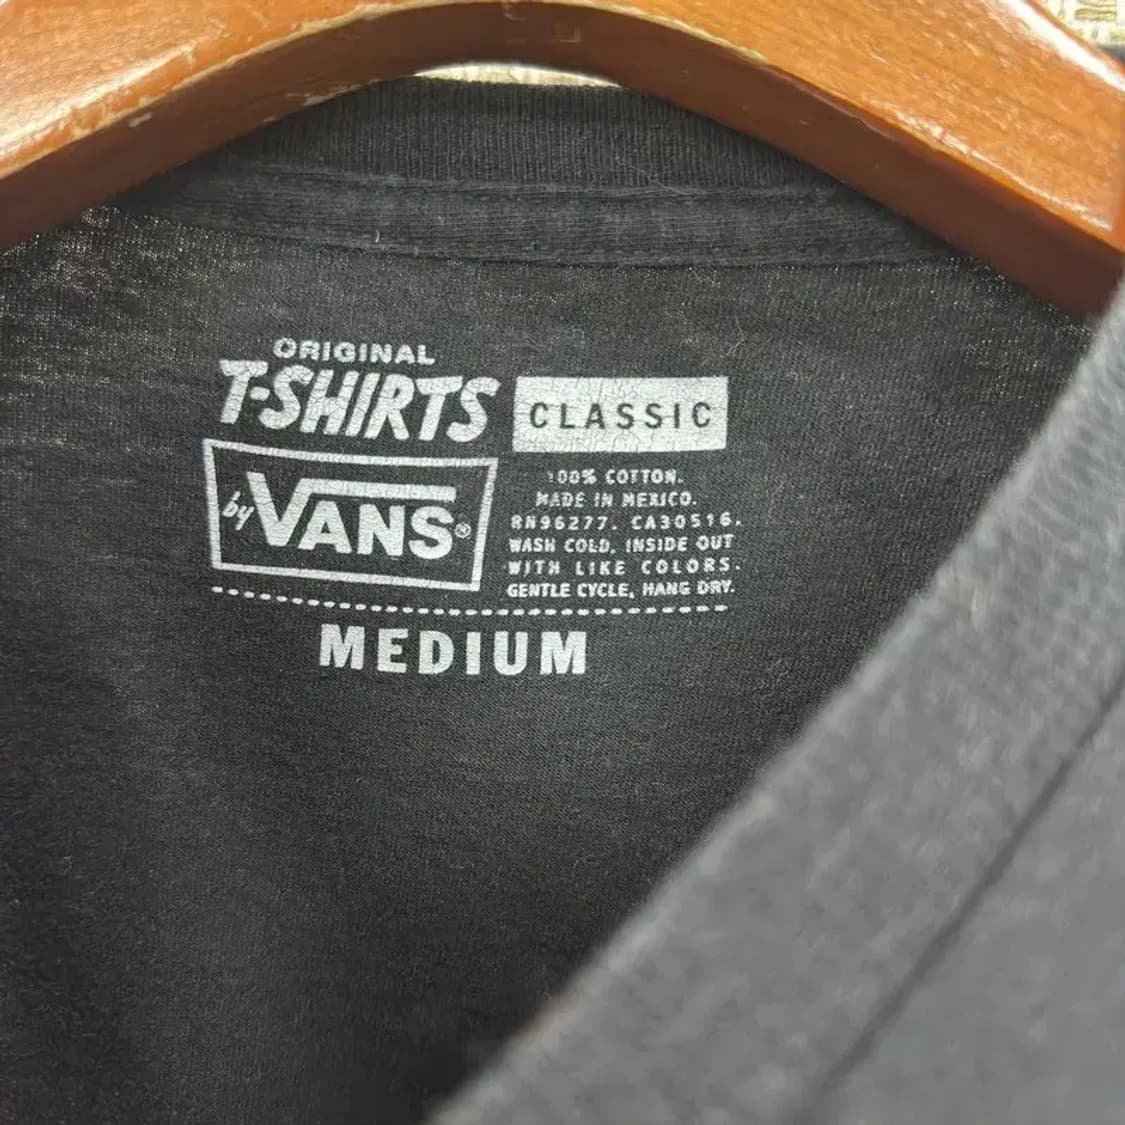 ORIGINAL
T-SHIRTS
by VANS®
CLASSIC
100% COTTON.
MADE IN MEXICO.
RN96277. CA30516.
WASH COLD, INSIDE OUT
WITH LIKE COLORS.
GENTLE CYCLE, HANG DRY.
MEDIUM